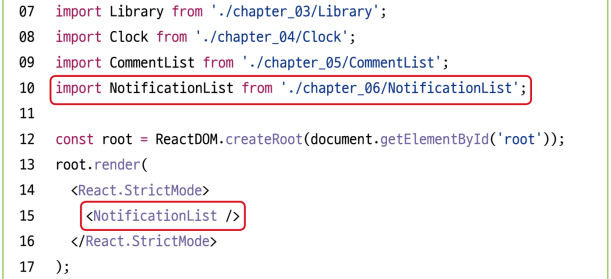 07 import Library from './chapter_03/Library';
08 import Clock from './chapter_04/Clock';
09 import CommentList from './chapter_05/CommentList';
10 import NotificationList from './chapter_06/NotificationList';
11
12 const root = ReactDOM.createRoot(document.getElementById('root'));
13 root.render(
14   <React.StrictMode>
15     <NotificationList />
16   </React.StrictMode>
17 );